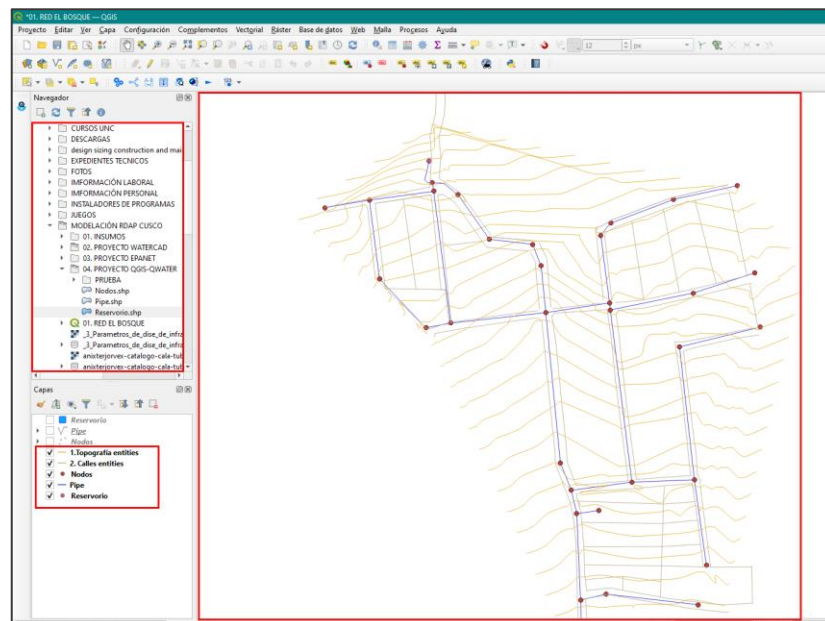 *01. RED EL BOSQUE — QGIS
Proyecto Editar Ver Capa Configuración Complementos Vectorial Ráster Base de datos Web Malla Procesos Ayuda
12 px
Navegador
CURSOS UNC
DESCARGAS
design sizing construction and mai
EXPEDIENTES TECNICOS
FOTOS
IMFORMACIÓN LABORAL
IMFORMACIÓN PERSONAL
INSTALADORES DE PROGRAMAS
JUEGOS
MODELACIÓN RDAP CUSCO
01. INSUMOS
02. PROYECTO WATERCAD
03. PROYECTO EPANET
04. PROYECTO QGIS-QWATER
PRUEBA
Nodos.shp
Pipe.shp
Reservorio.shp
01. RED EL BOSQUE
_3_Parametros_de_dise_de_infra
_3_Parametros_de_dise_de_infra
anixterjorvex-catalogo-cala-tut
anixterjorvex-catalogo-cala-tut
Capas
Reservorio
Pipe
Nodos
1.Topografía entities
2. Calles entities
Nodos
Pipe
Reservorio